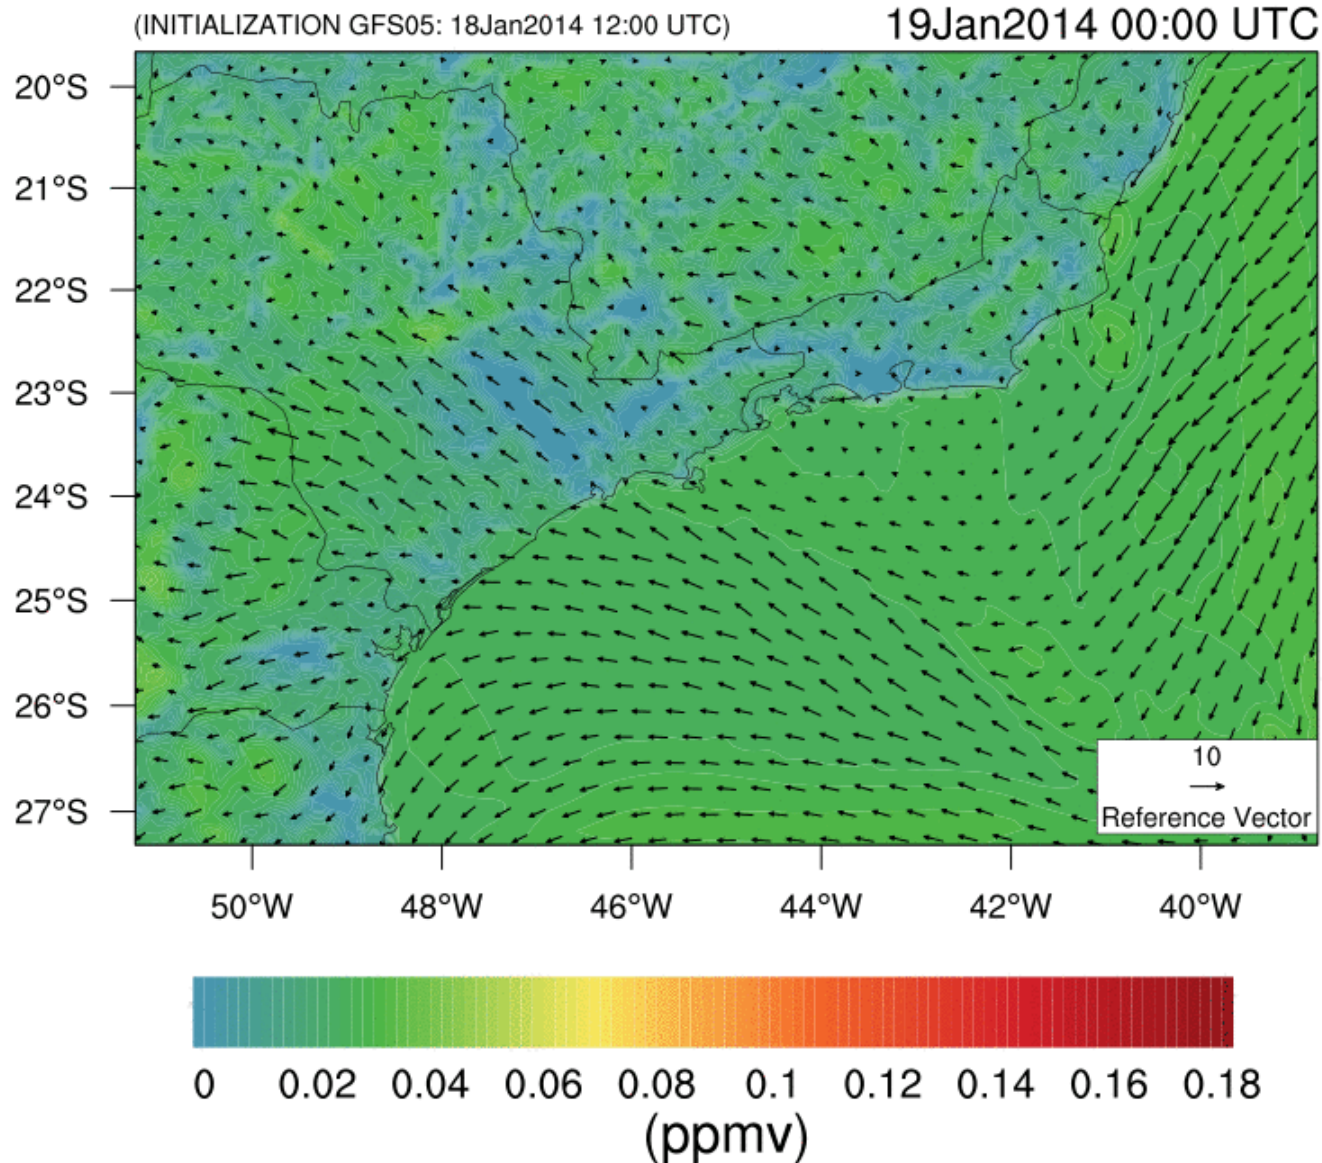 (INITIALIZATION GFS05: 18Jan2014 12:00 UTC) 19Jan2014 00:00 UTC
20°S
21°S
22°S
23°S
24°S
25°S
26°S
27°S
10
Reference Vector
50°W 48°W 46°W 44°W 42°W 40°W
0 0.02 0.04 0.06 0.08 0.1 0.12 0.14 0.16 0.18
(ppmv)